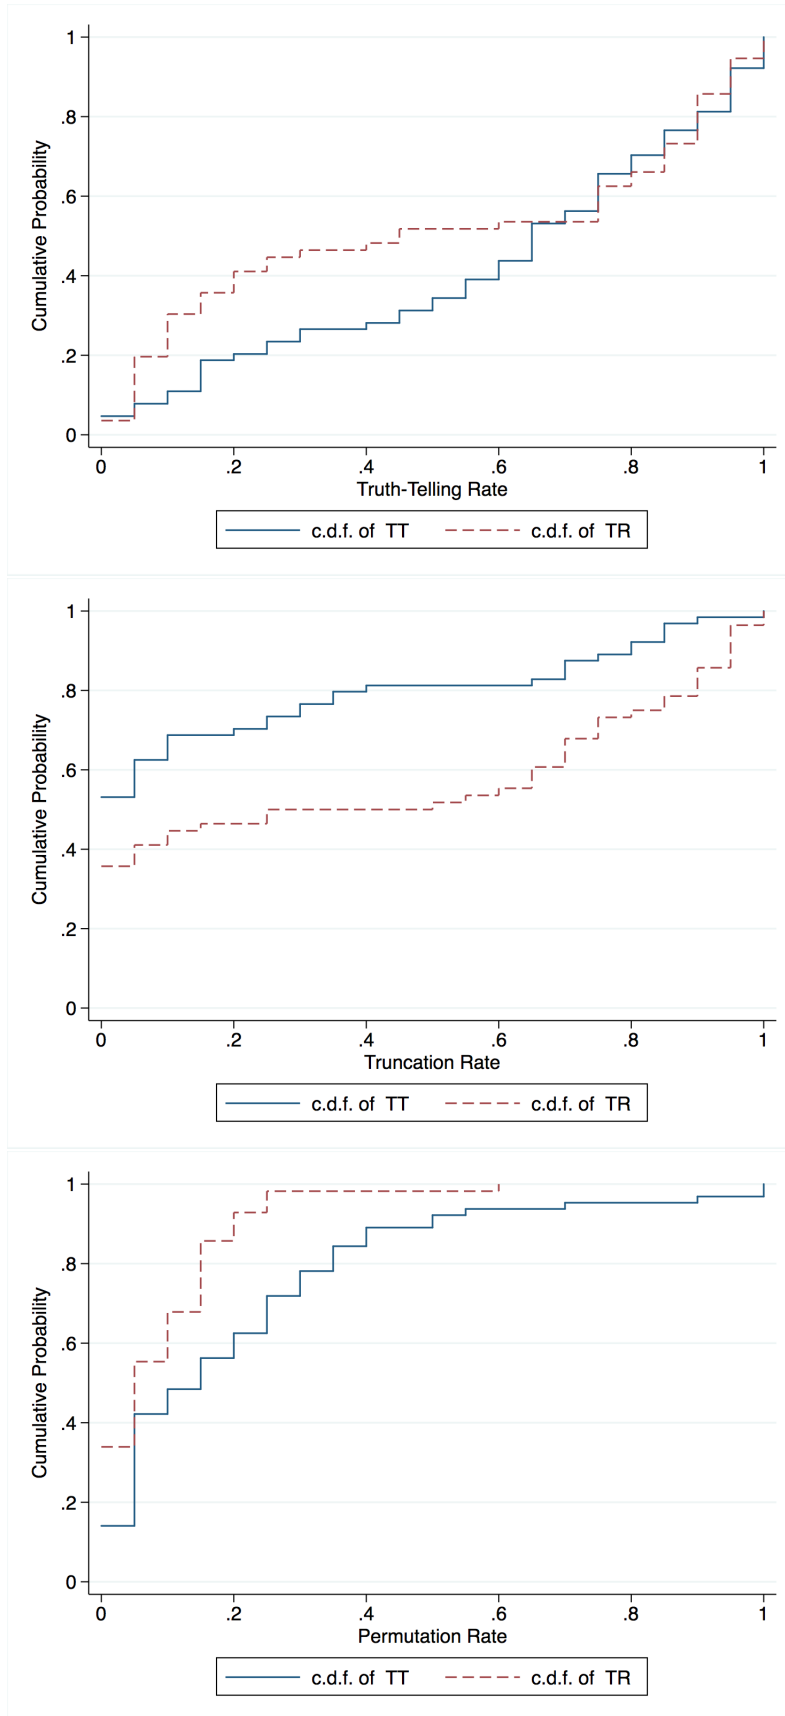 1
.8
.6
.4
.2
0
Cumulative Probability
0 .2 .4 .6 .8 1
Truth-Telling Rate
c.d.f. of TT c.d.f. of TR
1
.8
.6
.4
.2
0
Cumulative Probability
0 .2 .4 .6 .8 1
Truncation Rate
c.d.f. of TT c.d.f. of TR
1
.8
.6
.4
.2
0
Cumulative Probability
0 .2 .4 .6 .8 1
Permutation Rate
c.d.f. of TT c.d.f. of TR